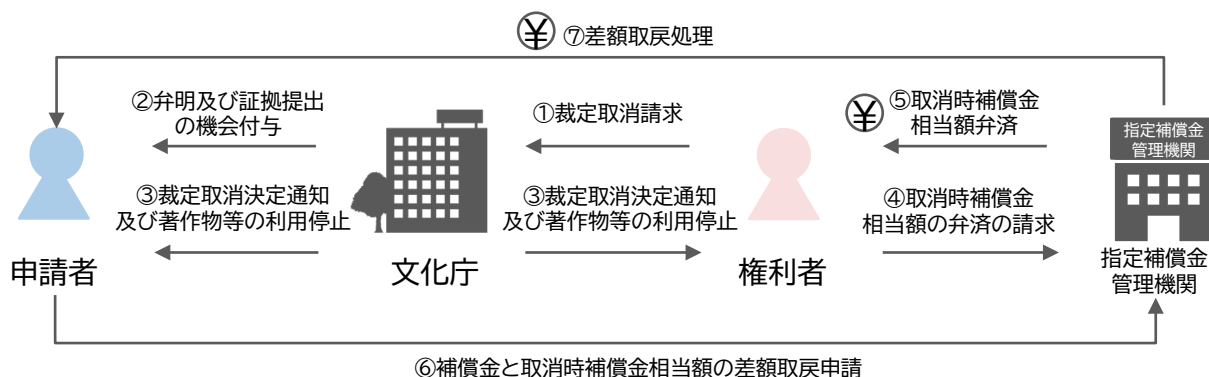 ¥ ⑦差額取戻処理
②弁明及び証拠提出
の機会付与
①裁定取消請求
¥
⑤取消時補償金
相当額弁済
指定補償金
管理機関
③裁定取消決定通知
及び著作物等の利用停止
③裁定取消決定通知
及び著作物等の利用停止
④取消時補償金
相当額の弁済の請求
申請者
文化庁
権利者
指定補償金
管理機関
⑥補償金と取消時補償金相当額の差額取戻申請